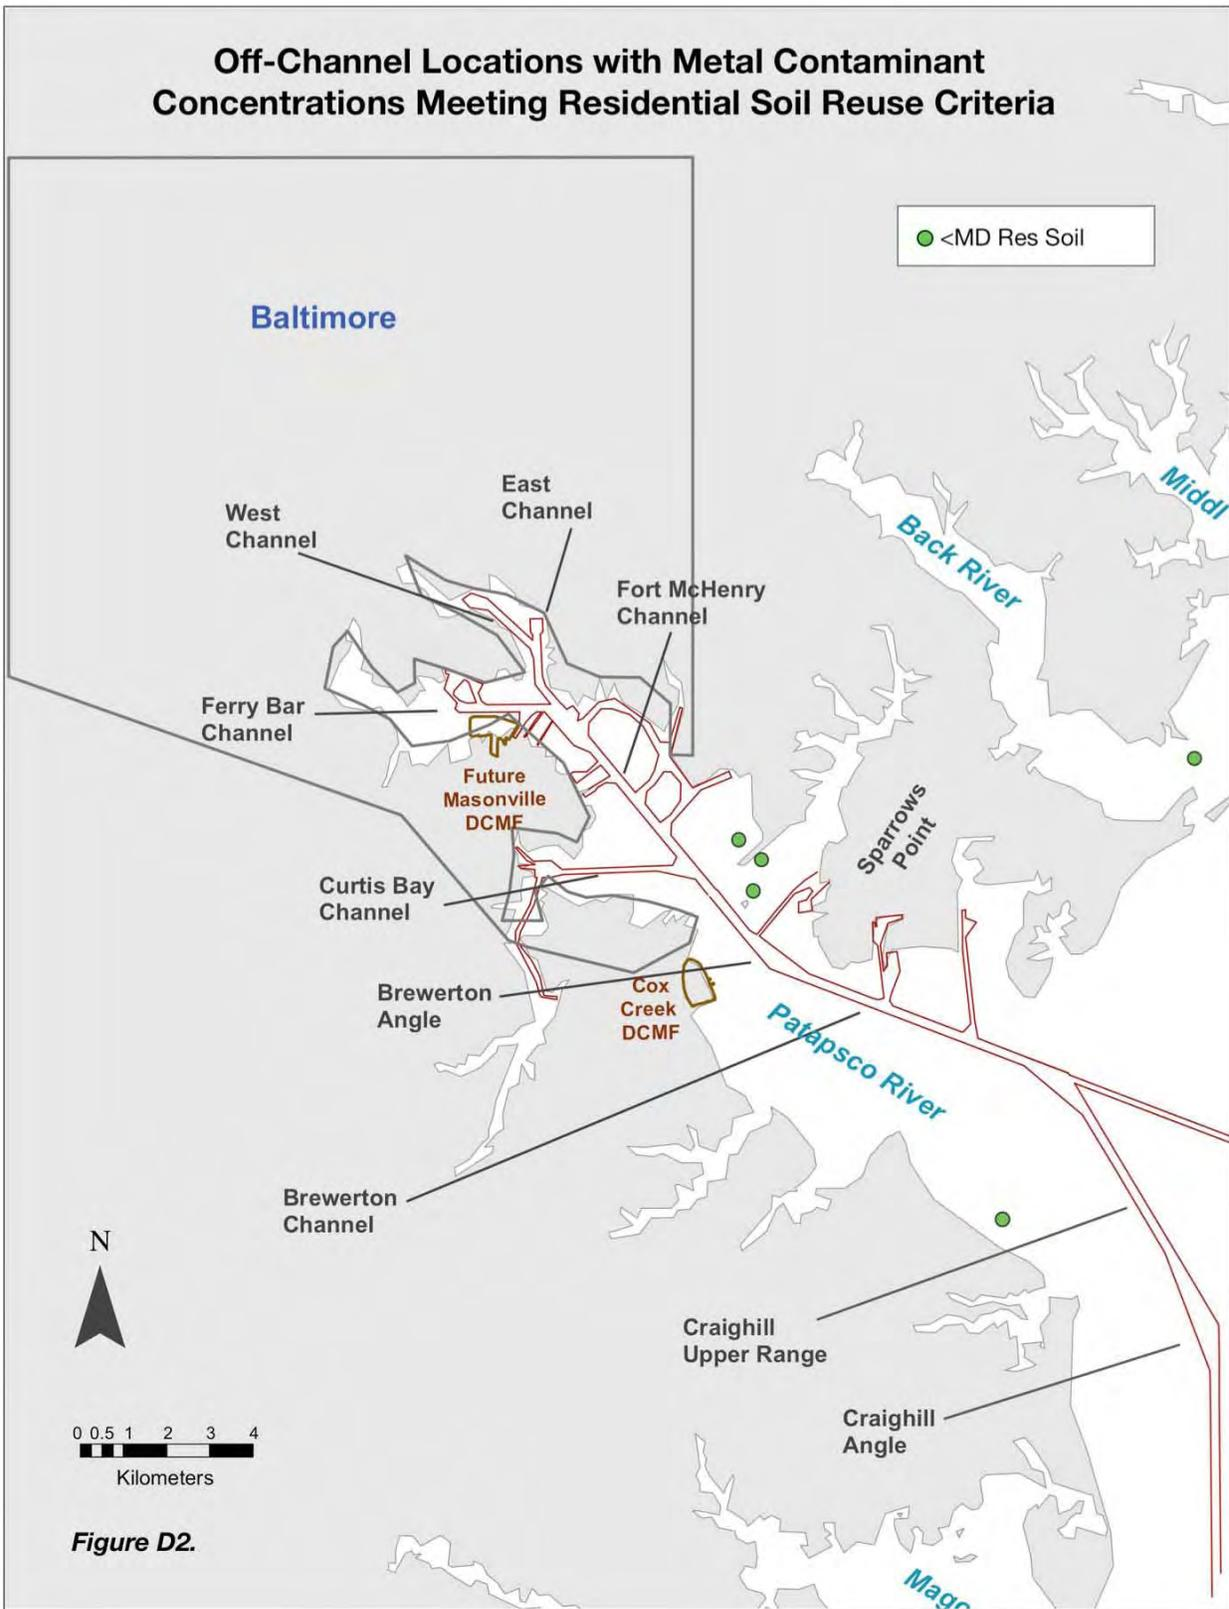 Off-Channel Locations with Metal Contaminant
Concentrations Meeting Residential Soil Reuse Criteria
<MD Res Soil
Baltimore
Middl
Back River
East
Channel
West
Channel
Fort McHenry
Channel
Ferry Bar
Channel
Future
Masonville
DCMF
Sparrows
Point
Curtis Bay
Channel
Brewerton
Angle
Cox
Creek
DCMF
Patapsco River
Brewerton
Channel
N
Craighill
Upper Range
Craighill
Angle
0 0.5 1 2 3 4
Kilometers
Figure D2.
Mago